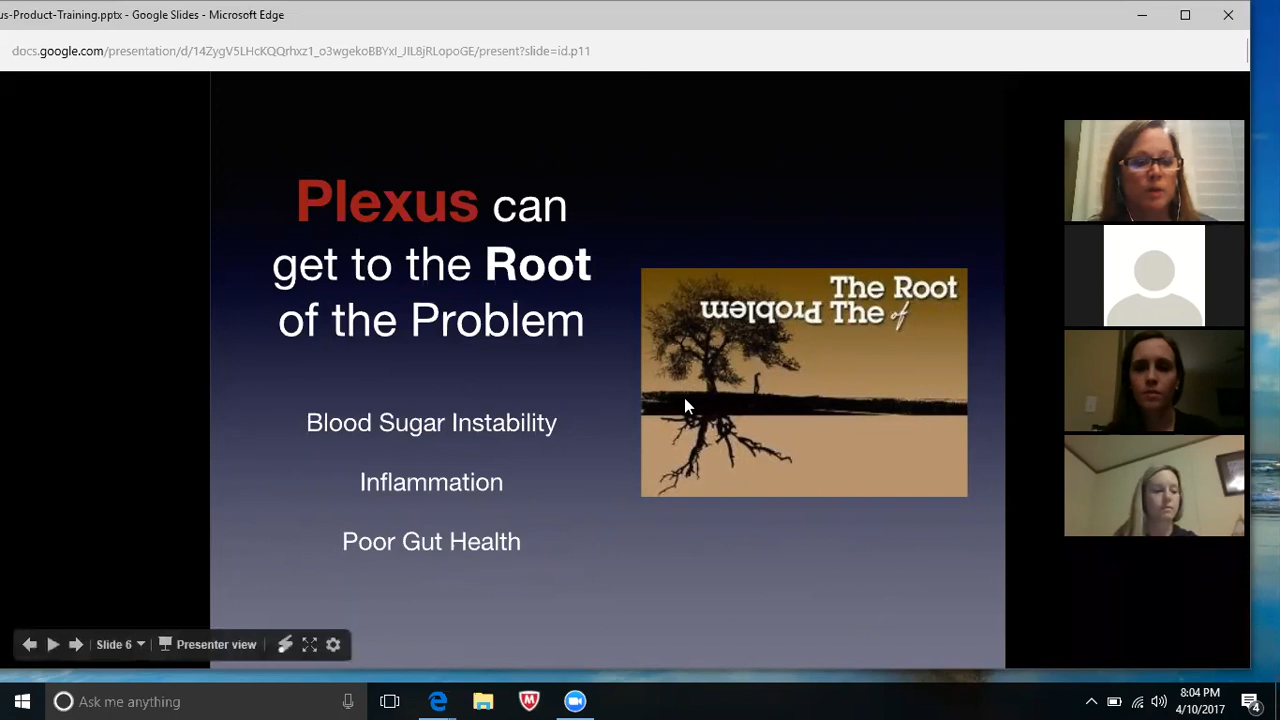 us-Product-Training.pptx - Google Slides - Microsoft Edge
docs.google.com/presentation/d/14ZygV5LHcKQQrhxz1_o3wgekoBBYxI_JIL8jRLopoGE/present?slide=id.p11
Plexus can
get to the Root
of the Problem
The Root
of The Problem
Blood Sugar Instability
Inflammation
Poor Gut Health
Slide 6
Presenter view
Ask me anything
8:04 PM
4/10/2017
4